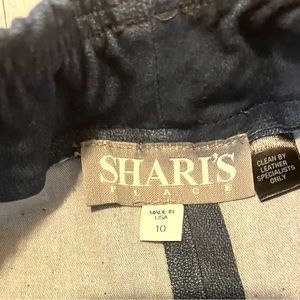 SHARI'S
PLACE
MADE IN
USA
10
CLEAN BY
LEATHER
SPECIALISTS
ONLY